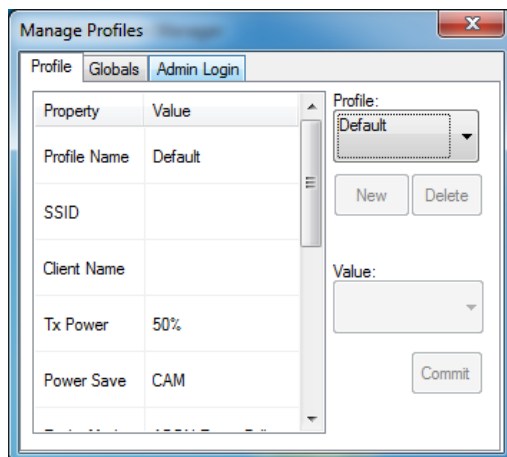 Manage Profiles
Profile Globals Admin Login
Property Value
Profile Name Default
SSID
Client Name
Tx Power 50%
Power Save CAM
Profile:
Default
New Delete
Value:
Commit